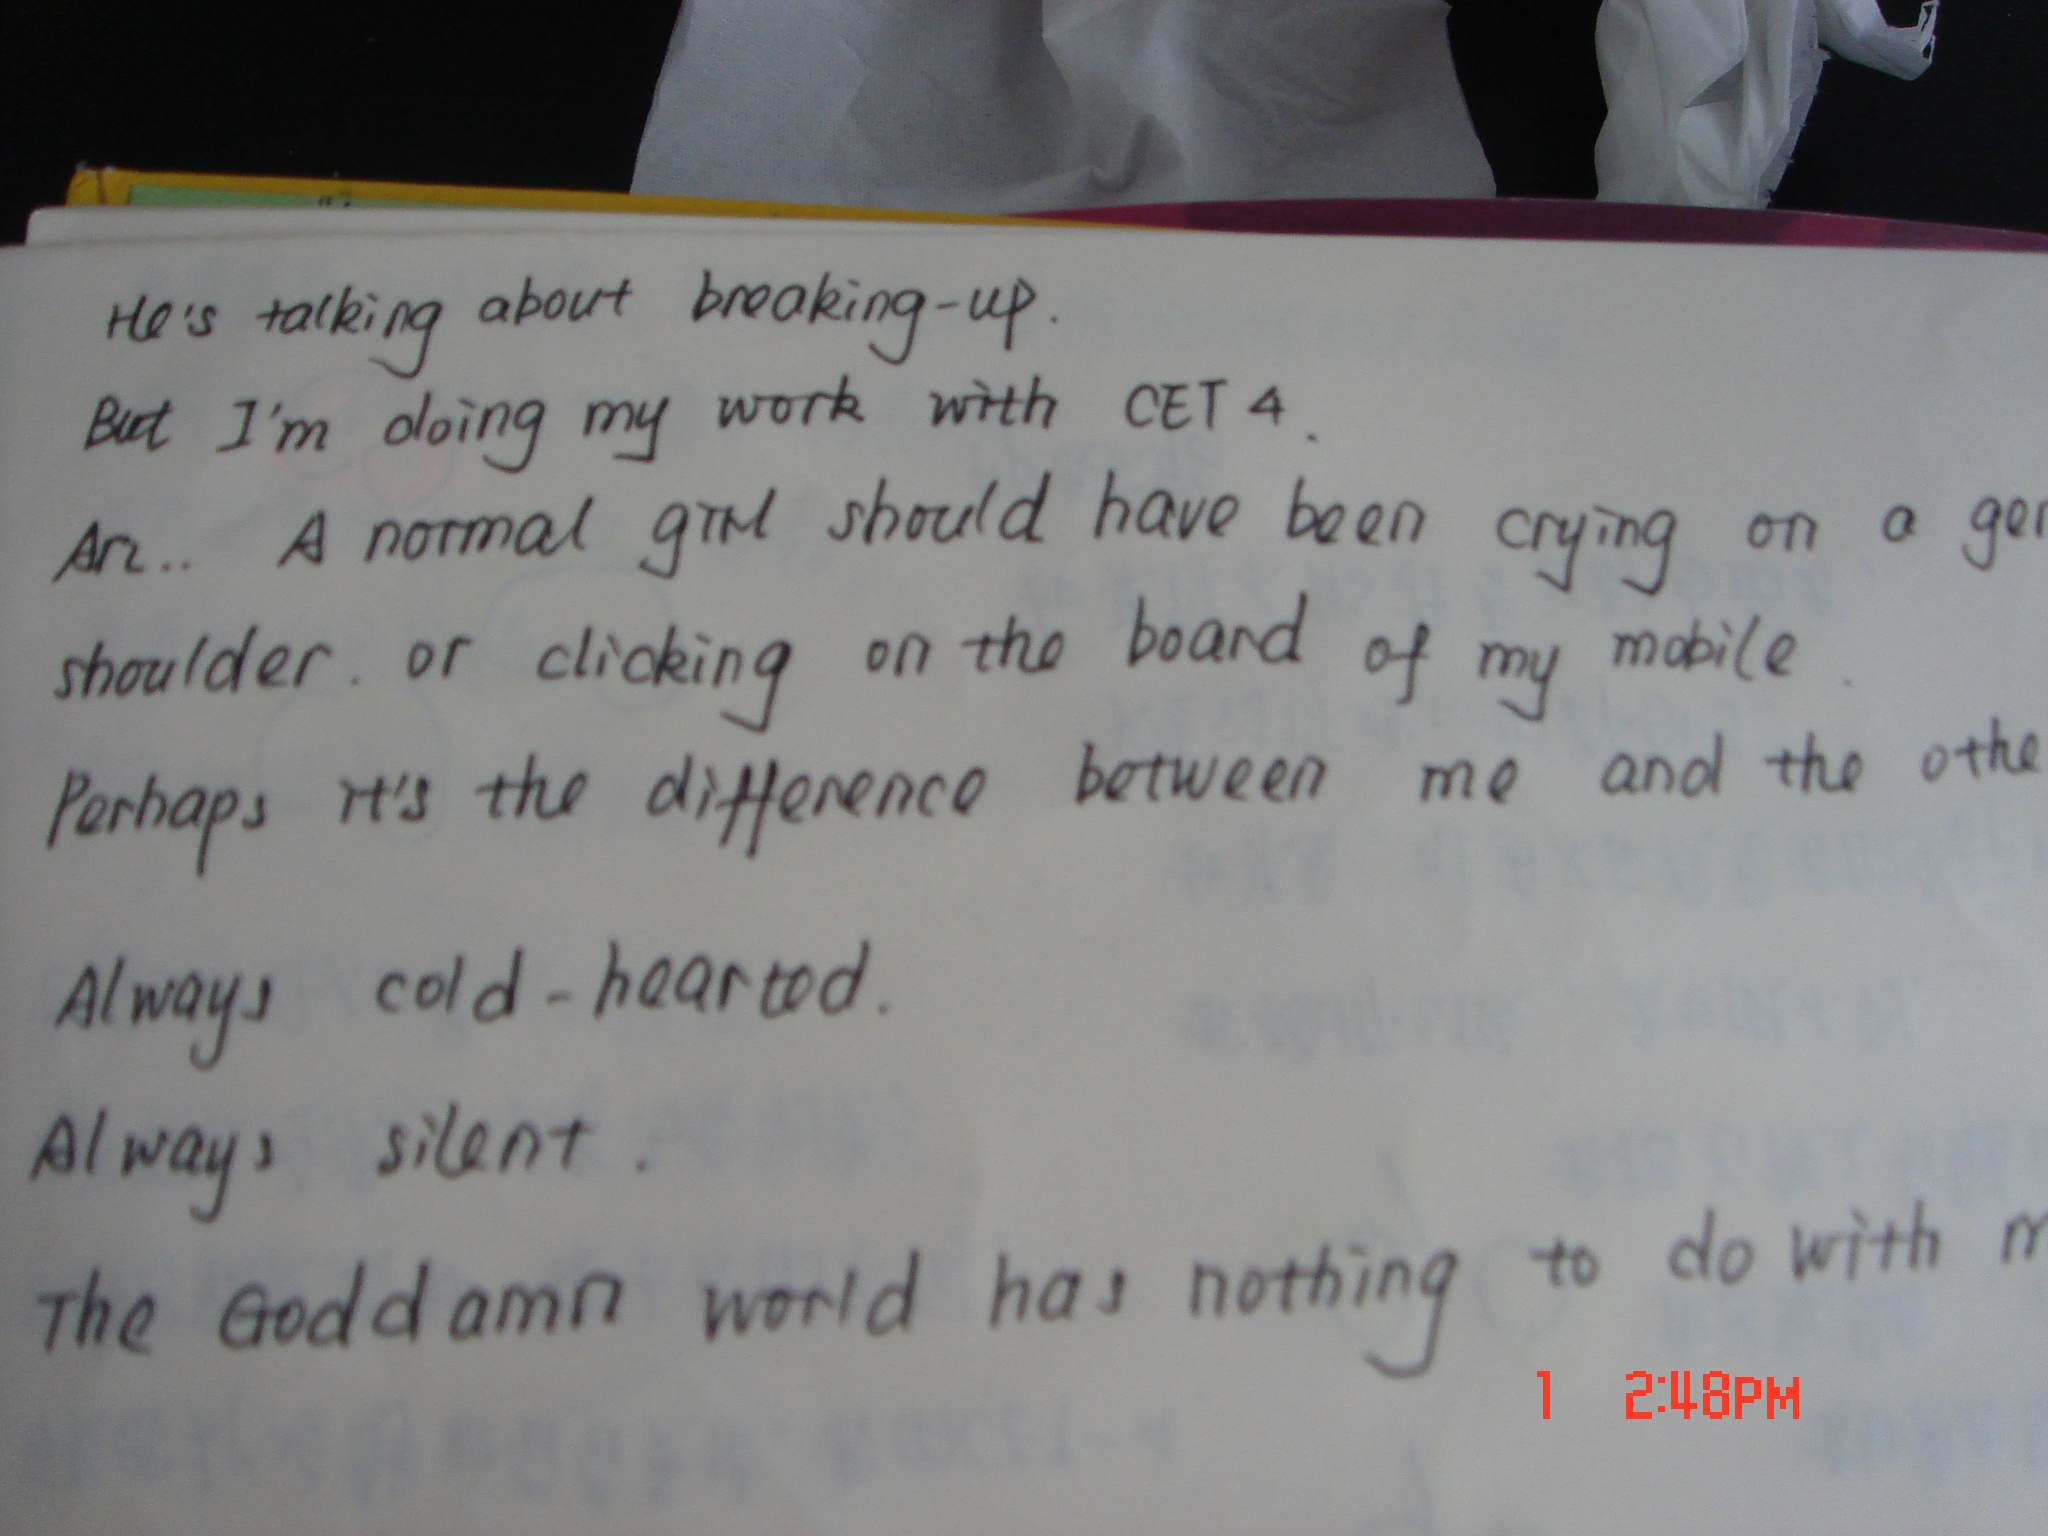 He's talking about breaking-up.
But I'm doing my work with CET 4.
A normal girl should have been crying on a
shoulder. or clicking on the board of my mobile.
Perhaps it's the difference between me and the othe
Always cold-hearted.
Always silent.
The Goddamn world has nothing to do with m
1 2:48PM